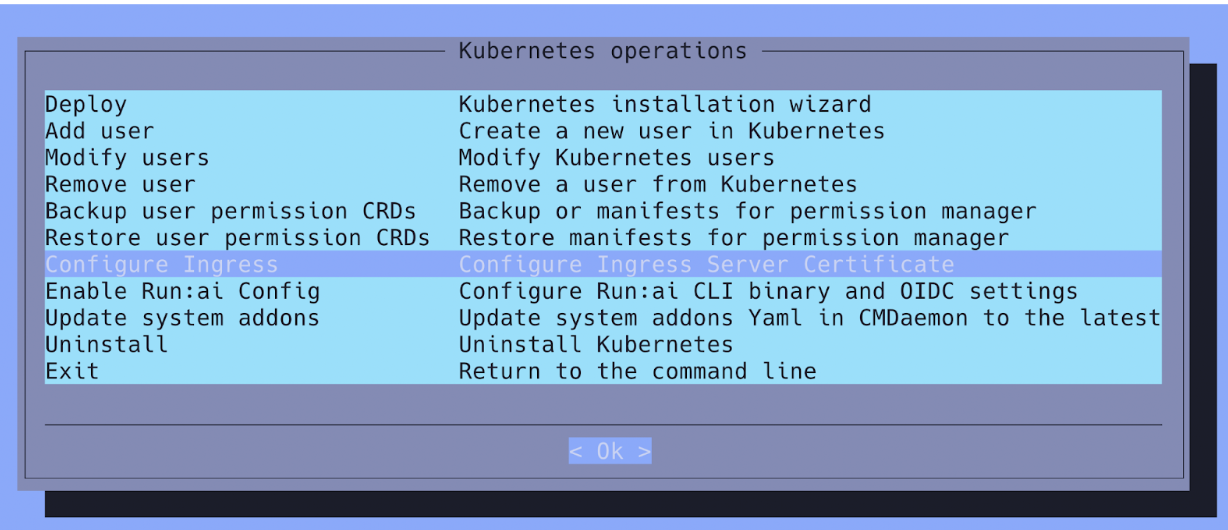 Kubernetes operations
Deploy Kubernetes installation wizard
Add user Create a new user in Kubernetes
Modify users Modify Kubernetes users
Remove user Remove a user from Kubernetes
Backup user permission CRDs Backup or manifests for permission manager
Restore user permission CRDs Restore manifests for permission manager
Configure Ingress Configure Ingress Server Certificate
Enable Run:ai Config Configure Run:ai CLI binary and OIDC settings
Update system addons Update system addons Yaml in CMDaemon to the latest
Uninstall Uninstall Kubernetes
Exit Return to the command line
< Ok >